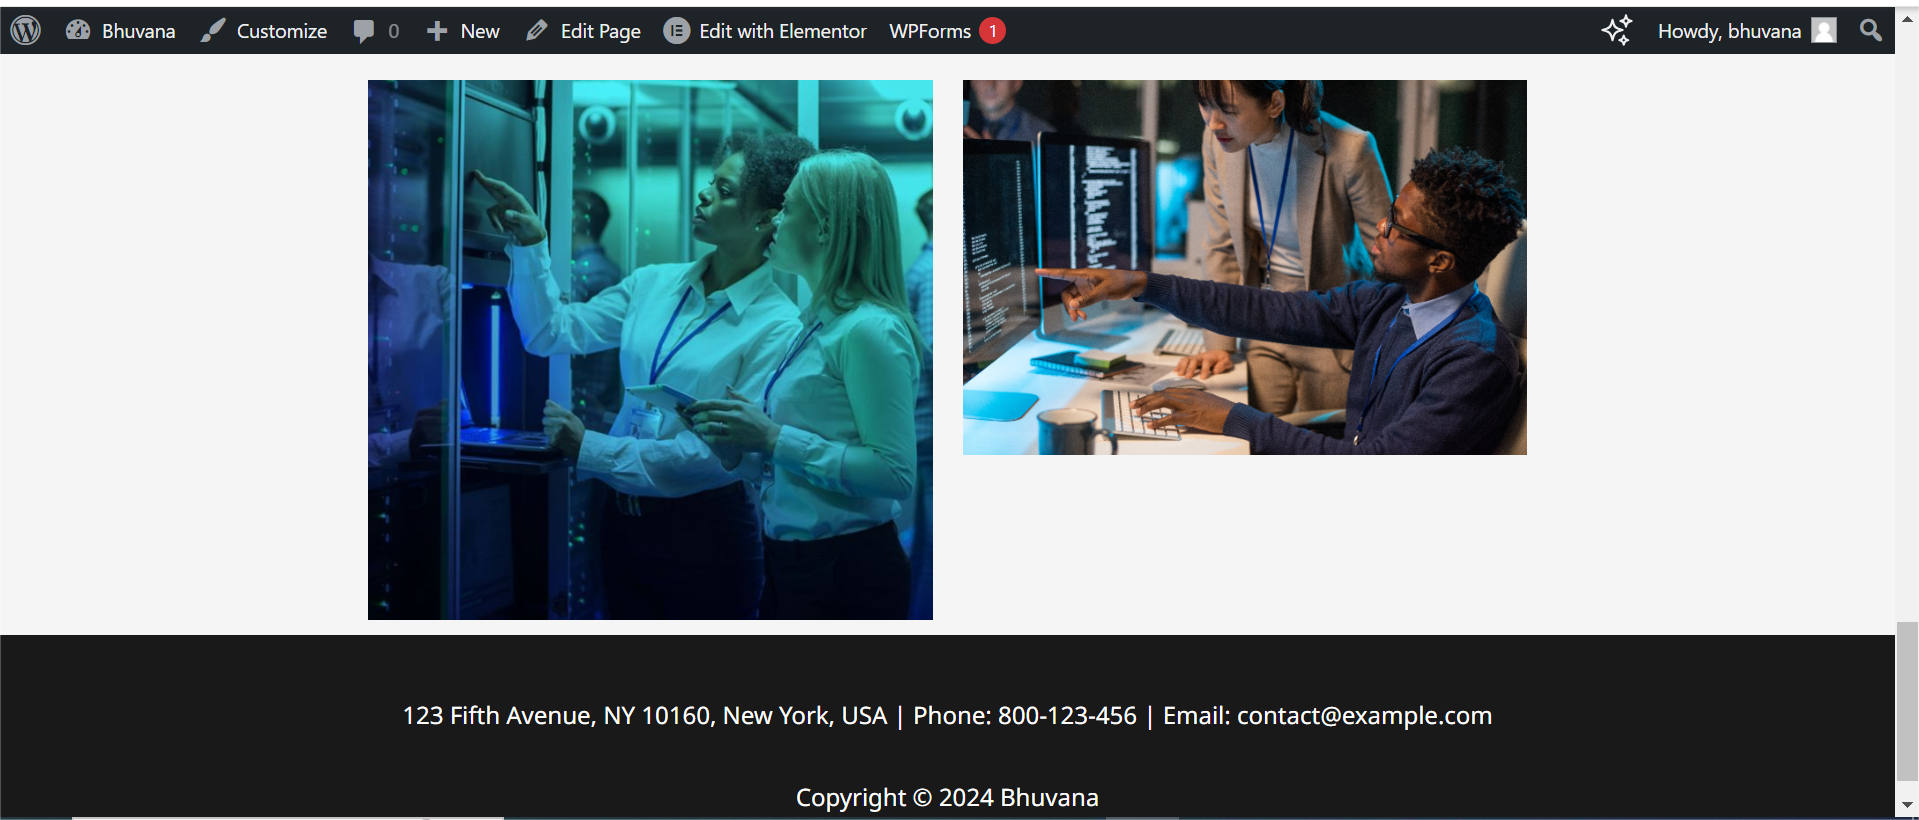 Bhuvana Customize 0 New Edit Page Edit with Elementor WPForms 1 Howdy, bhuvana
123 Fifth Avenue, NY 10160, New York, USA | Phone: 800-123-456 | Email: contact@example.com
Copyright © 2024 Bhuvana